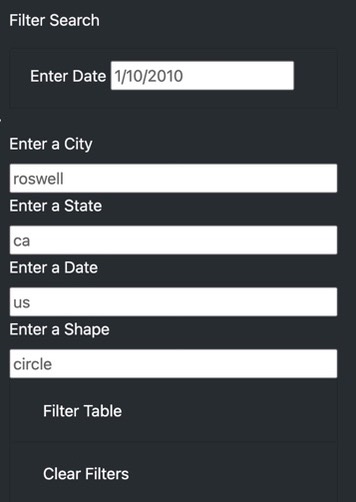 Filter Search
Enter Date 1/10/2010
Enter a City
roswell
Enter a State
ca
Enter a Date
us
Enter a Shape
circle
Filter Table
Clear Filters